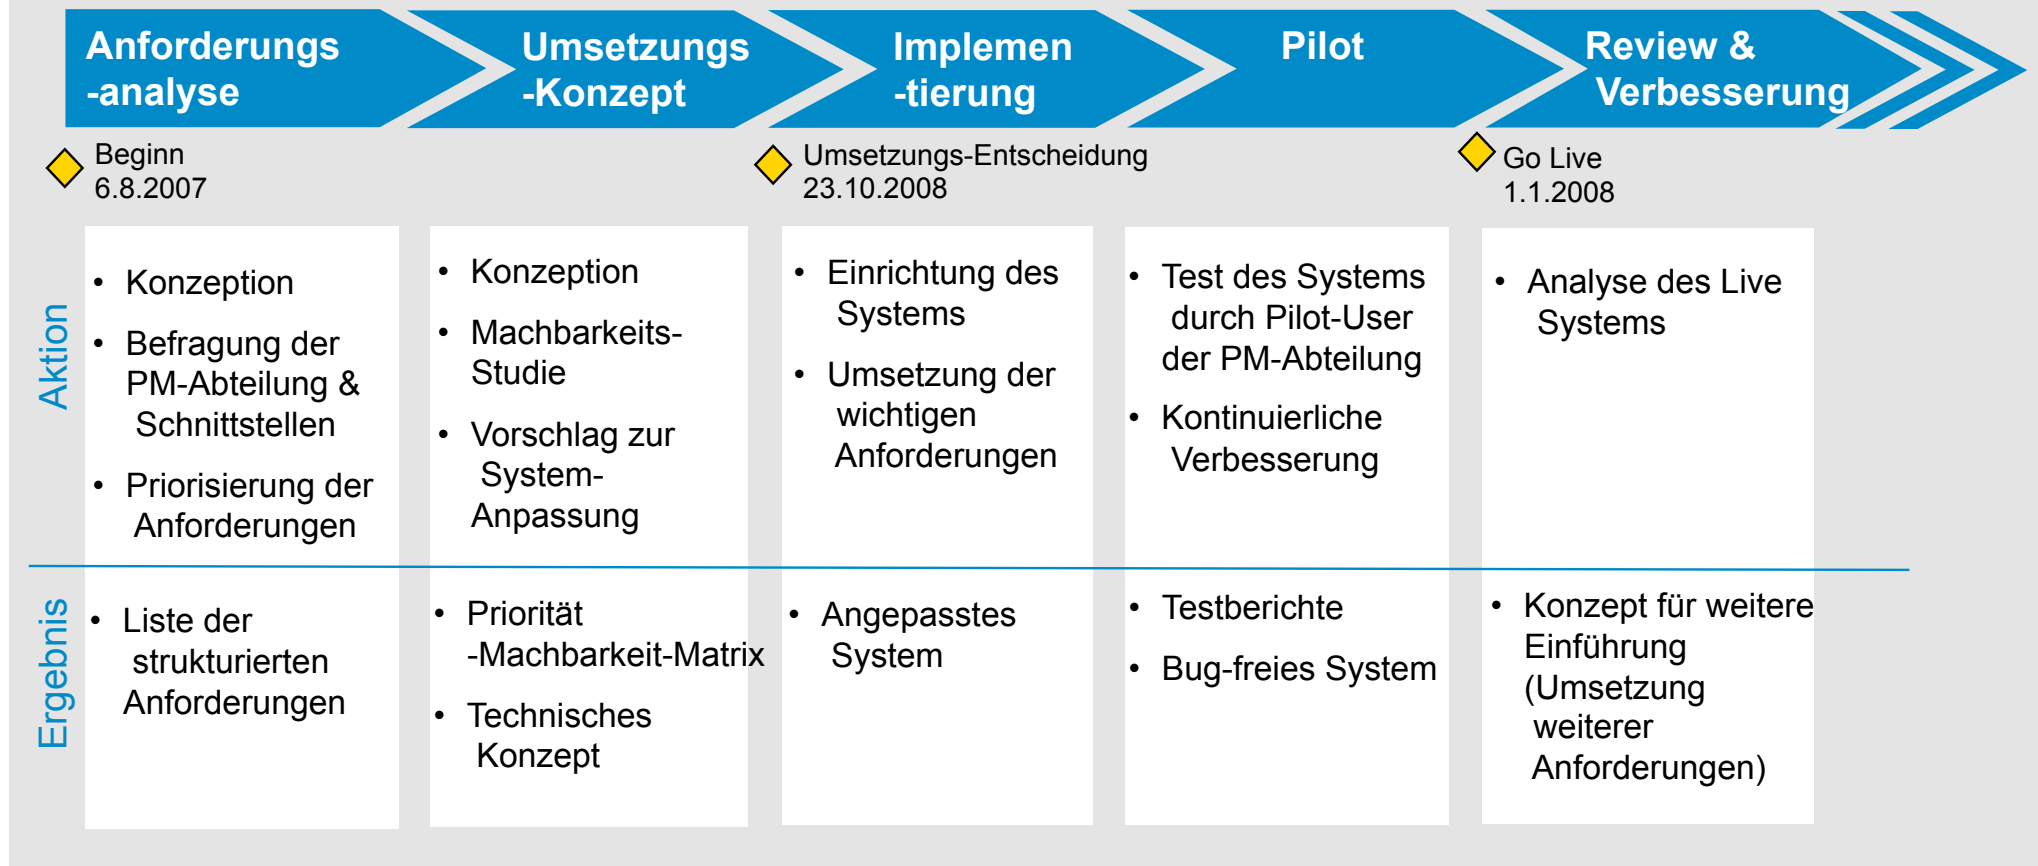 Anforderungs
-analyse
Umsetzungs
-Konzept
Implemen
-tierung
Pilot
Review &
Verbesserung
Beginn
6.8.2007
Umsetzungs-Entscheidung
23.10.2008
Go Live
1.1.2008
Aktion
• Konzeption
• Befragung der
PM-Abteilung &
Schnittstellen
• Priorisierung der
Anforderungen
• Konzeption
• Machbarkeits-
Studie
• Vorschlag zur
System-
Anpassung
• Einrichtung des
Systems
• Umsetzung der
wichtigen
Anforderungen
• Test des Systems
durch Pilot-User
der PM-Abteilung
• Kontinuierliche
Verbesserung
• Analyse des Live
Systems
Ergebnis
• Liste der
strukturierten
Anforderungen
• Priorität
-Machbarkeit-Matrix
• Technisches
Konzept
• Angepasstes
System
• Testberichte
• Bug-freies System
• Konzept für weitere
Einführung
(Umsetzung
weiterer
Anforderungen)